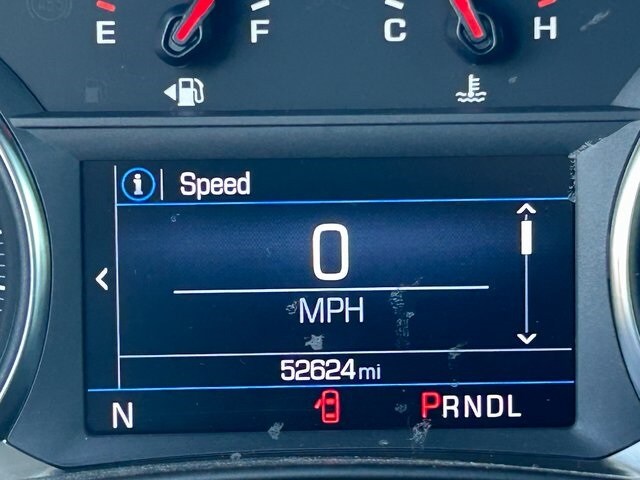 E F C H
Speed
0
MPH
52624 mi
N PRNDL